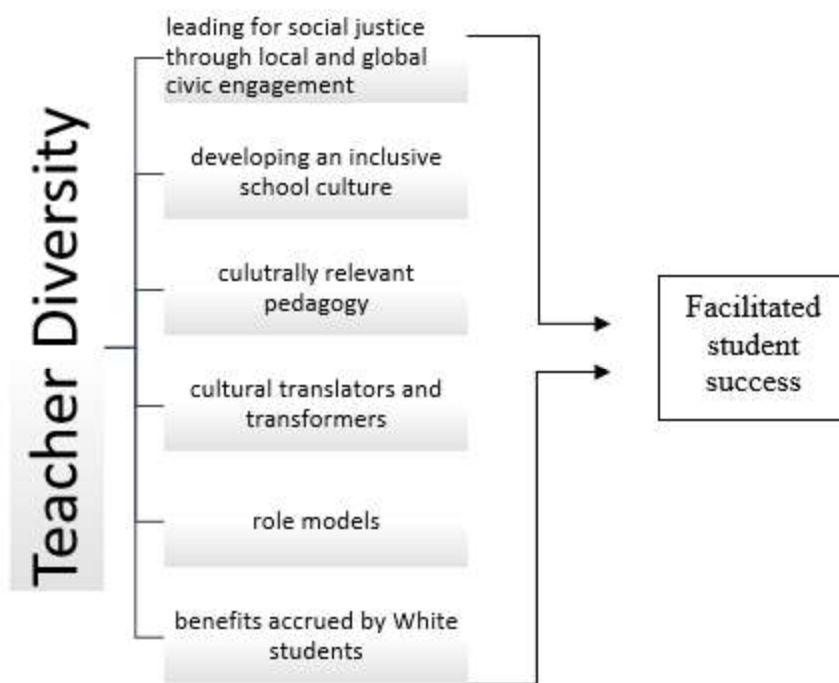 Teacher Diversity
leading for social justice
through local and global
civic engagement
developing an inclusive
school culture
culutrally relevant
pedagogy
cultural translators and
transformers
role models
benefits accrued by White
students
Facilitated
student
success